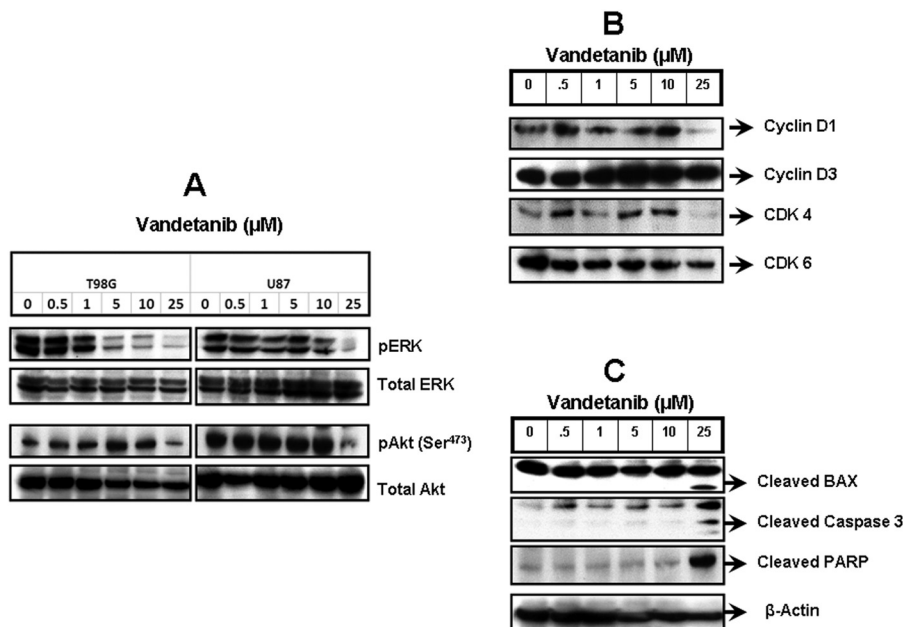 A
Vandetanib (µM)
T98G U87
0 0.5 1 5 10 25 0 0.5 1 5 10 25
pERK
Total ERK
pAkt (Ser⁴⁷³)
Total Akt
B
Vandetanib (µM)
0 .5 1 5 10 25
Cyclin D1
Cyclin D3
CDK 4
CDK 6
C
Vandetanib (µM)
0 .5 1 5 10 25
Cleaved BAX
Cleaved Caspase 3
Cleaved PARP
β-Actin